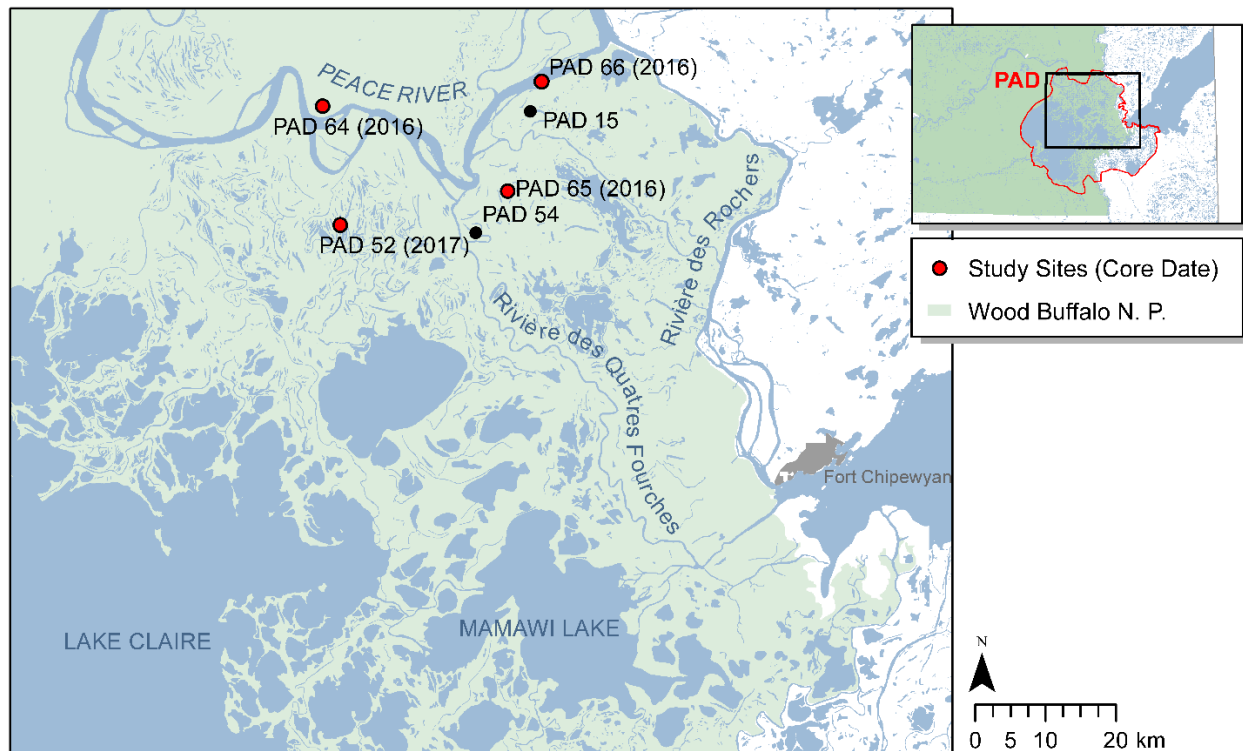 PEACE RIVER
PAD 66 (2016)
PAD 64 (2016)
PAD 15
PAD 65 (2016)
PAD 54
PAD 52 (2017)
Rivière des Rochers
Rivière des Quatres Fourches
Fort Chipewyan
LAKE CLAIRE
MAMAWI LAKE
PAD
Study Sites (Core Date)
Wood Buffalo N. P.
N
0 5 10 20 km